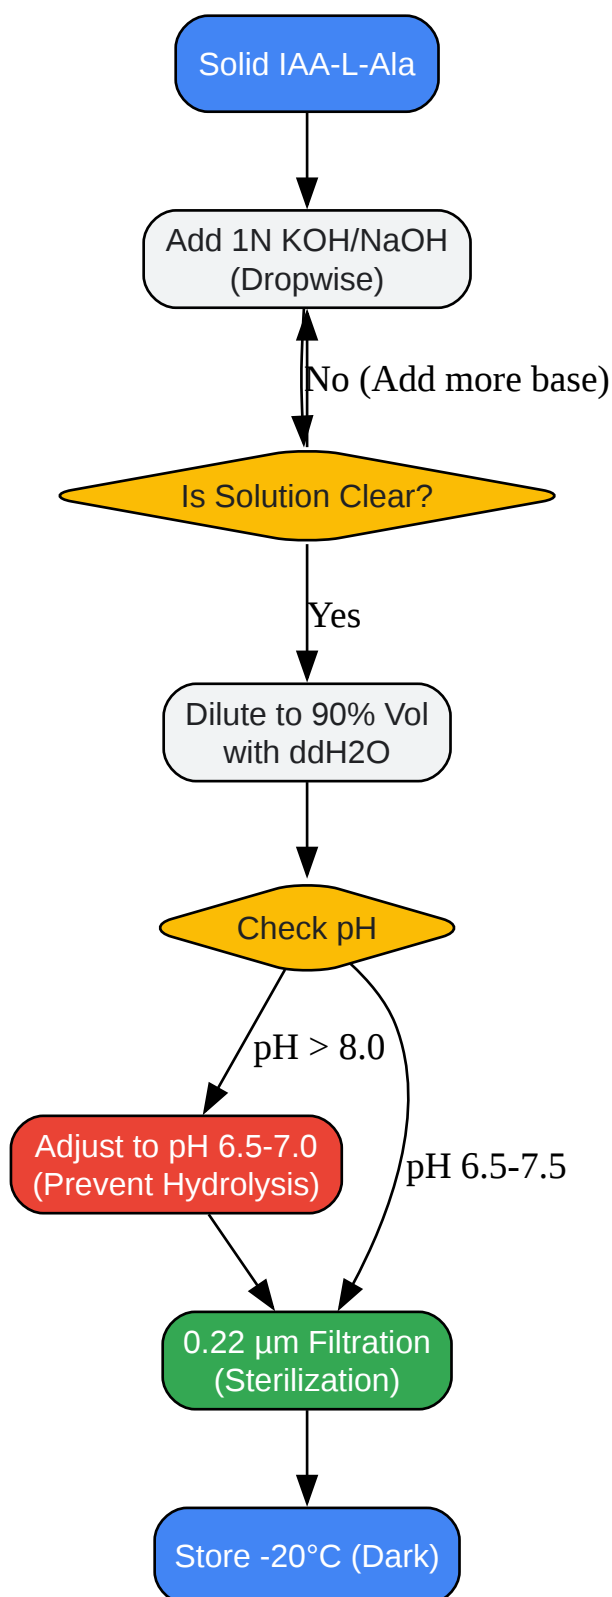 Solid IAA-L-Ala
Add 1N KOH/NaOH
(Dropwise)
No (Add more base)
Is Solution Clear?
Yes
Dilute to 90% Vol
with ddH2O
Check pH
pH > 8.0
Adjust to pH 6.5-7.0
(Prevent Hydrolysis)
pH 6.5-7.5
0.22 µm Filtration
(Sterilization)
Store -20°C (Dark)